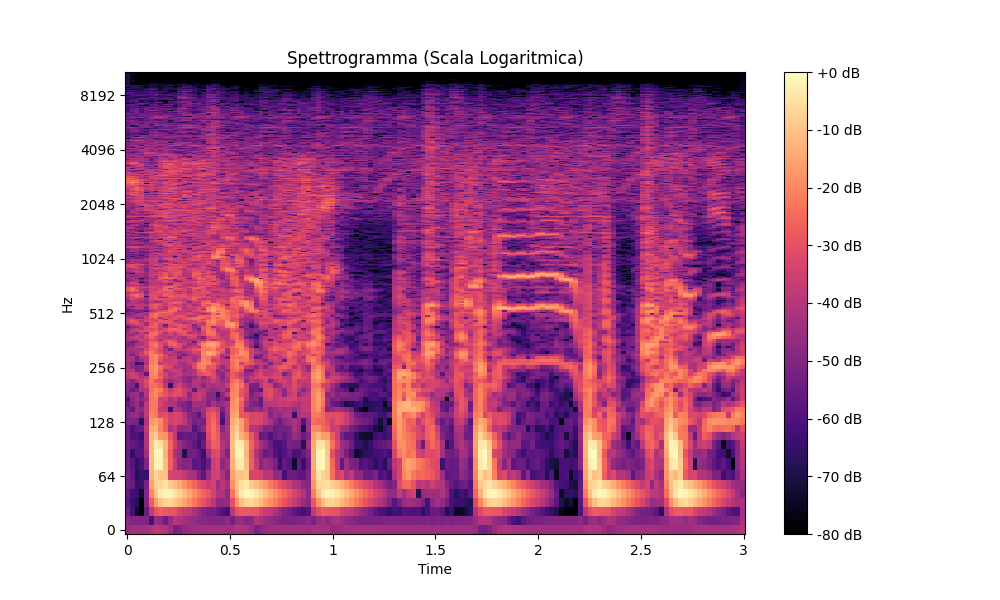 Spettrogramma (Scala Logaritmica)
Hz
8192
4096
2048
1024
512
256
128
64
0
0
0.5
1
1.5
2
2.5
3
Time
+0 dB
-10 dB
-20 dB
-30 dB
-40 dB
-50 dB
-60 dB
-70 dB
-80 dB